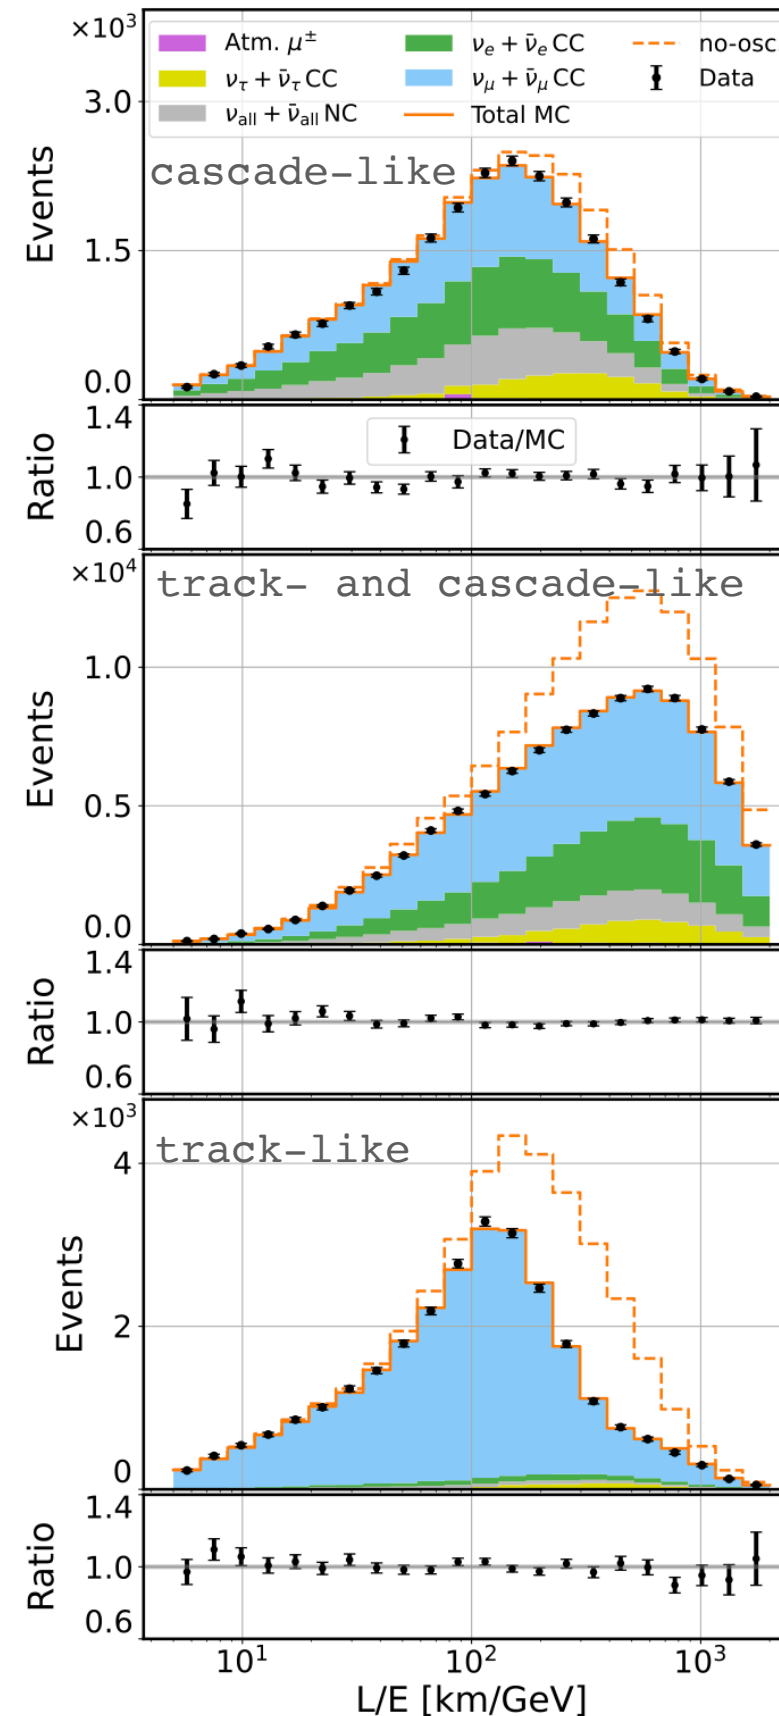 ×10³
Atm. μ± νe + ν̄e CC no-osc.
ντ + ν̄τ CC νμ + ν̄μ CC Data
νall + ν̄all NC Total MC
3.0
cascade-like
Events
1.5
0.0
1.4
Data/MC
Ratio
1.0
0.6
×10⁴
track- and cascade-like
1.0
Events
0.5
0.0
1.4
Ratio
1.0
0.6
×10³
track-like
4
Events
2
0
1.4
Ratio
1.0
0.6
10¹ 10² 10³
L/E [km/GeV]